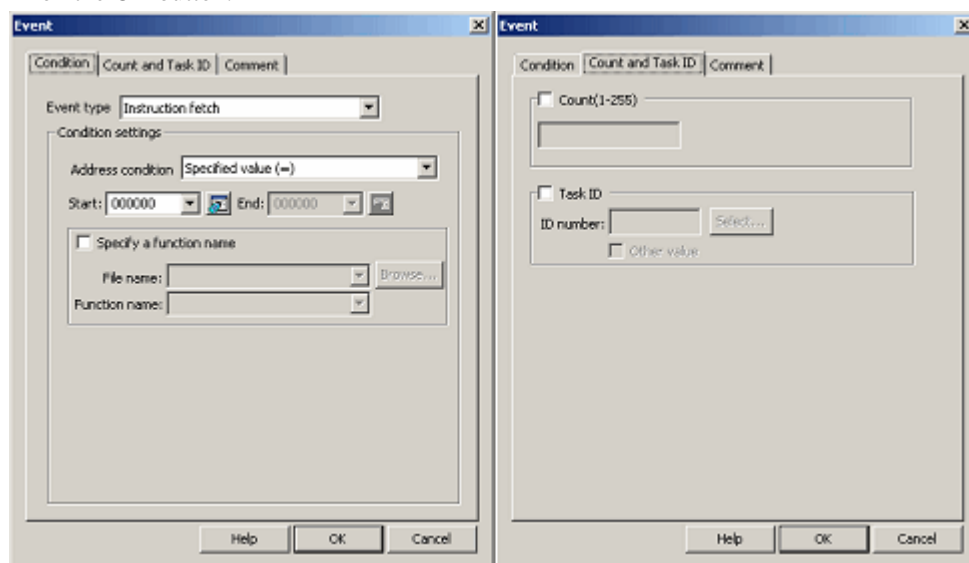 Event
Condition Count and Task ID Comment
Event type Instruction fetch
Condition settings
Address condition Specified value (=)
Start: 000000 End: 000000
Specify a function name
File name: Browse...
Function name:
Help OK Cancel
Event
Condition Count and Task ID Comment
Count(1-255)
Task ID
ID number: Select...
Other value
Help OK Cancel